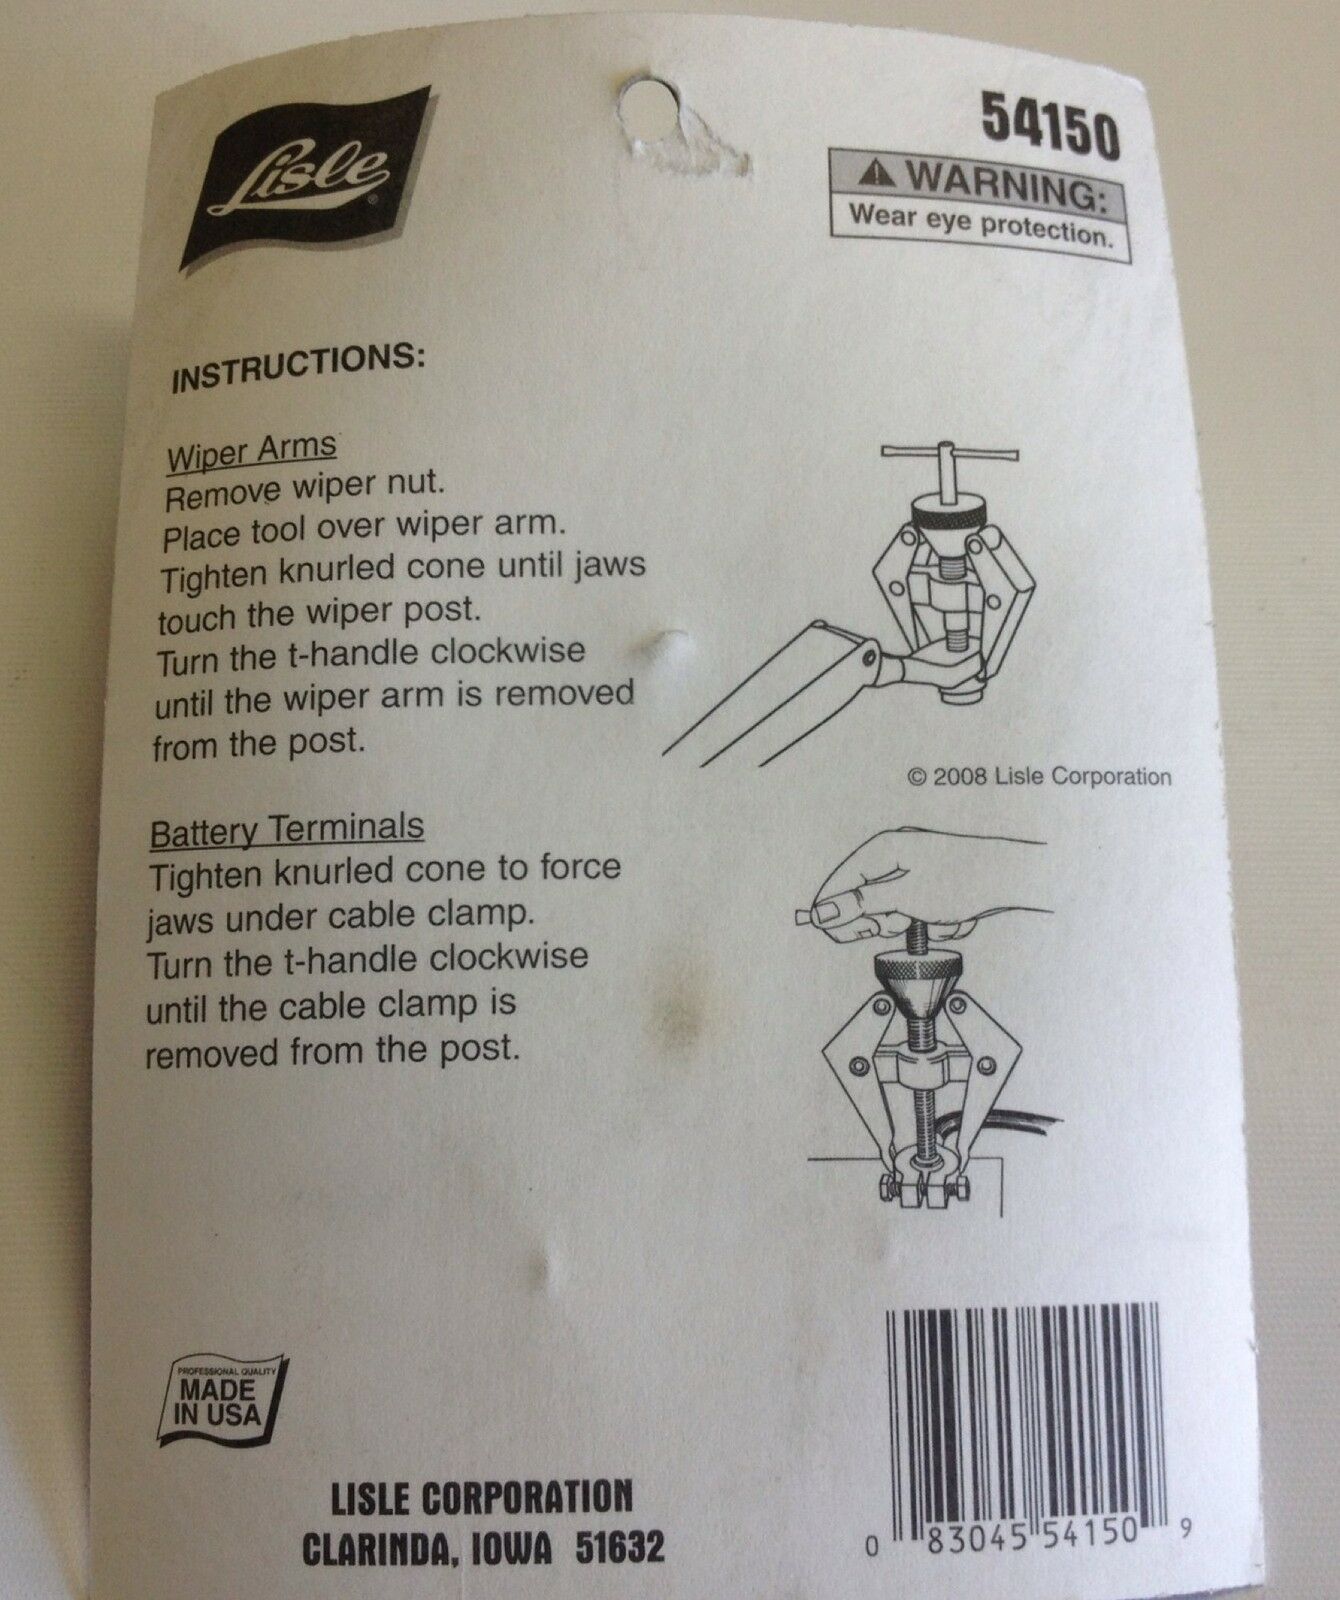 Lisle®
54150
⚠ WARNING:
Wear eye protection.
INSTRUCTIONS:
Wiper Arms
Remove wiper nut.
Place tool over wiper arm.
Tighten knurled cone until jaws
touch the wiper post.
Turn the t-handle clockwise
until the wiper arm is removed
from the post.
© 2008 Lisle Corporation
Battery Terminals
Tighten knurled cone to force
jaws under cable clamp.
Turn the t-handle clockwise
until the cable clamp is
removed from the post.
PROFESSIONAL QUALITY
MADE
IN USA
LISLE CORPORATION
CLARINDA, IOWA 51632
0 83045 54150 9